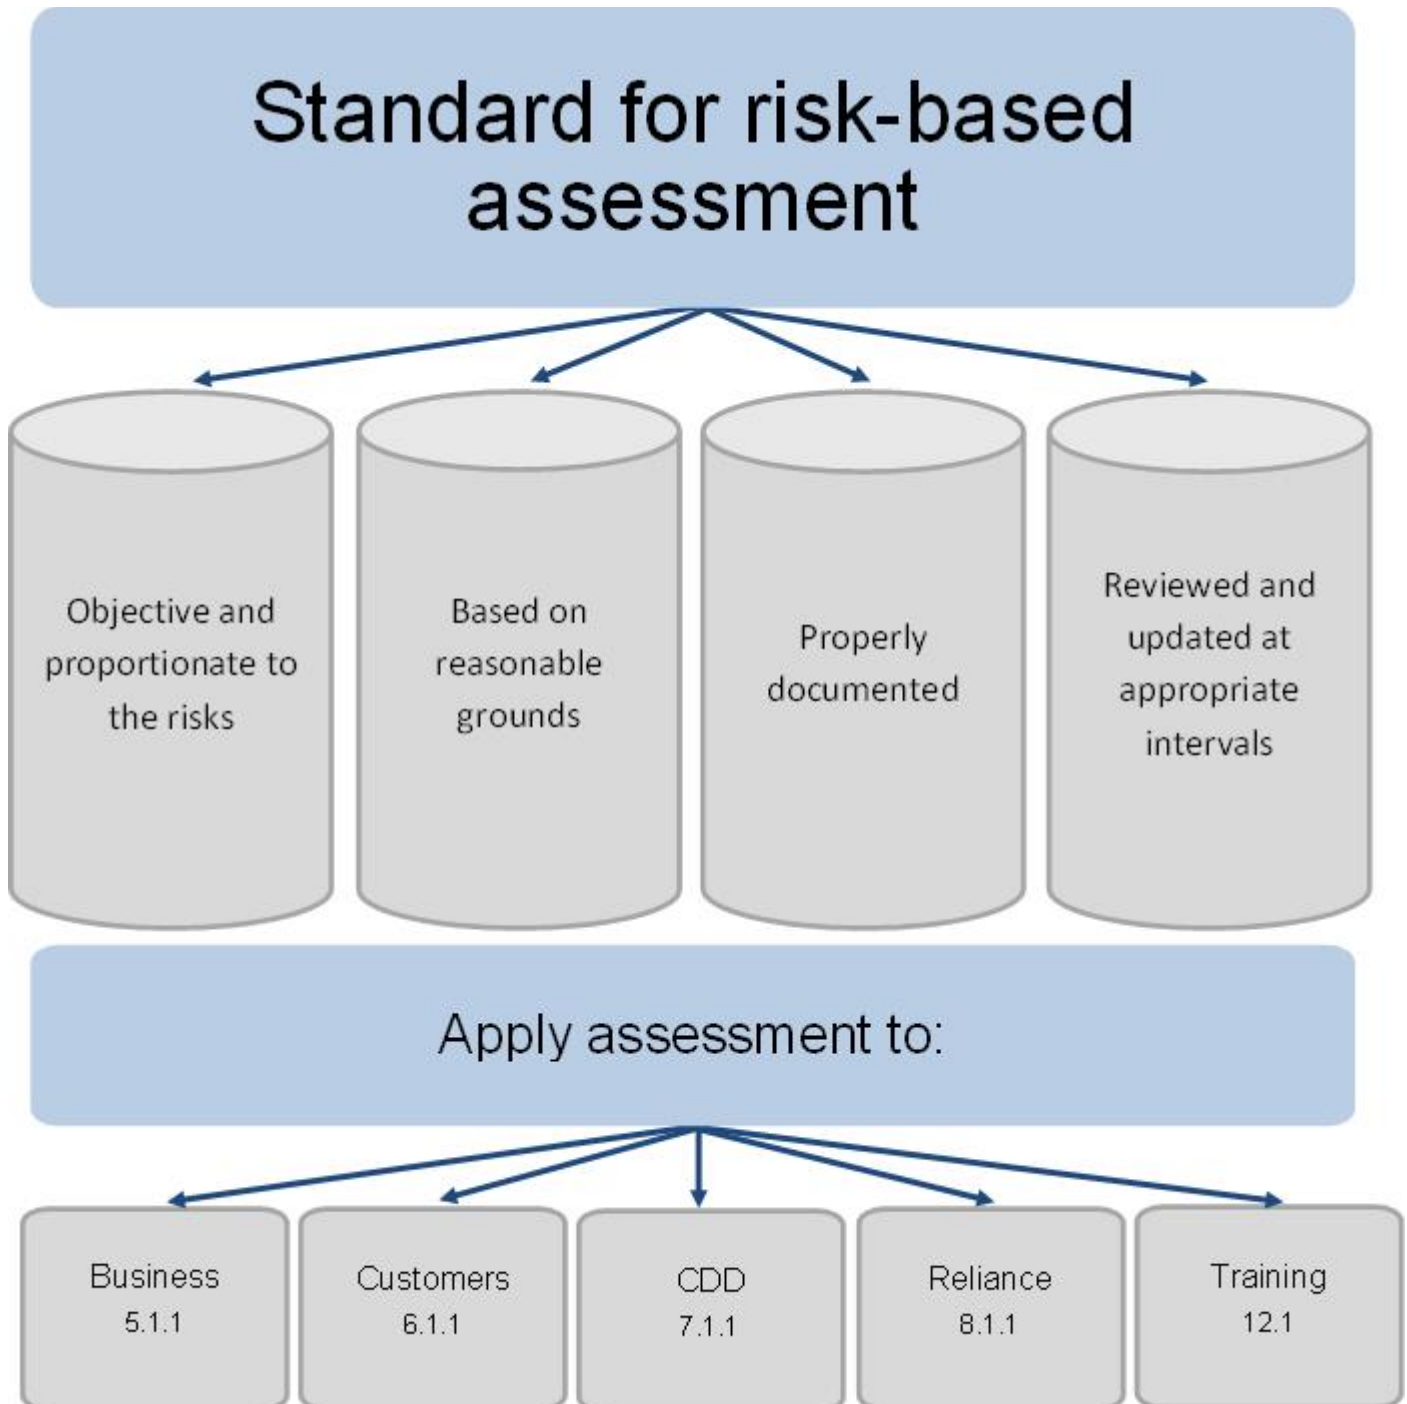 Standard for risk-based
assessment
Objective and
proportionate to
the risks
Based on
reasonable
grounds
Properly
documented
Reviewed and
updated at
appropriate
intervals
Apply assessment to:
Business
5.1.1
Customers
6.1.1
CDD
7.1.1
Reliance
8.1.1
Training
12.1